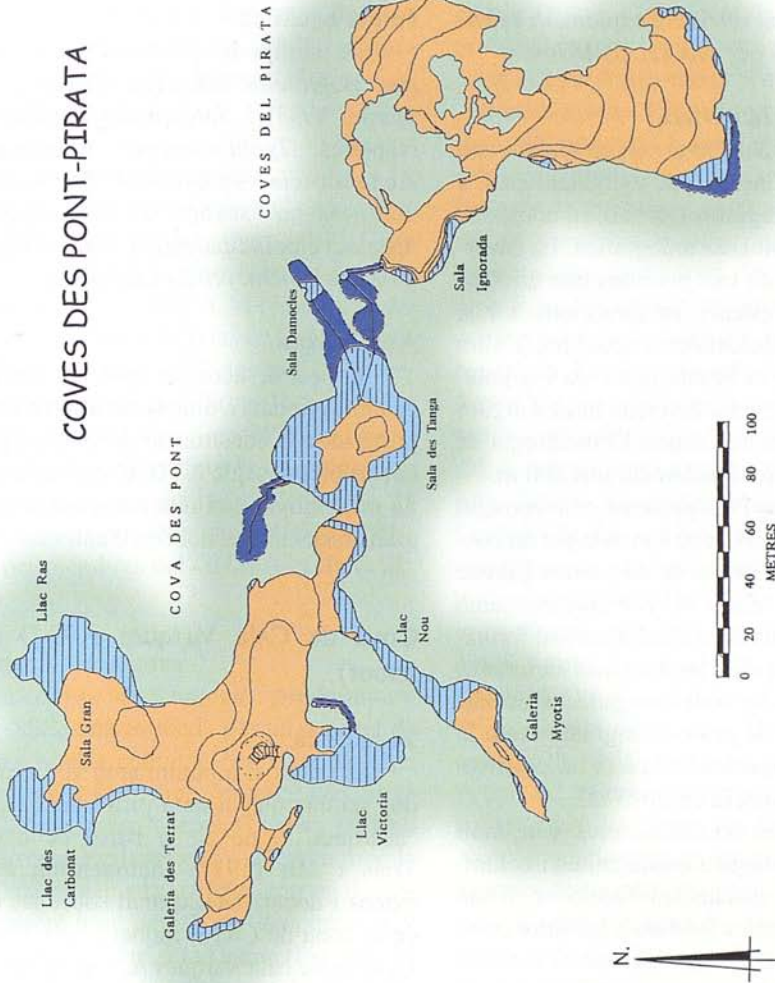 COVES DES PONT-PIRATA
COVES DEL PIRATA
COVA DES PONT
Llac Ras
Sala Gran
Llac des
Carbonat
Galeria des Terrat
Llac
Victoria
Llac
Nou
Galeria
Myotis
Sala Damocles
Sala des Tanga
Sala
Ignorada
N.
0 20 40 60 80 100
METRES